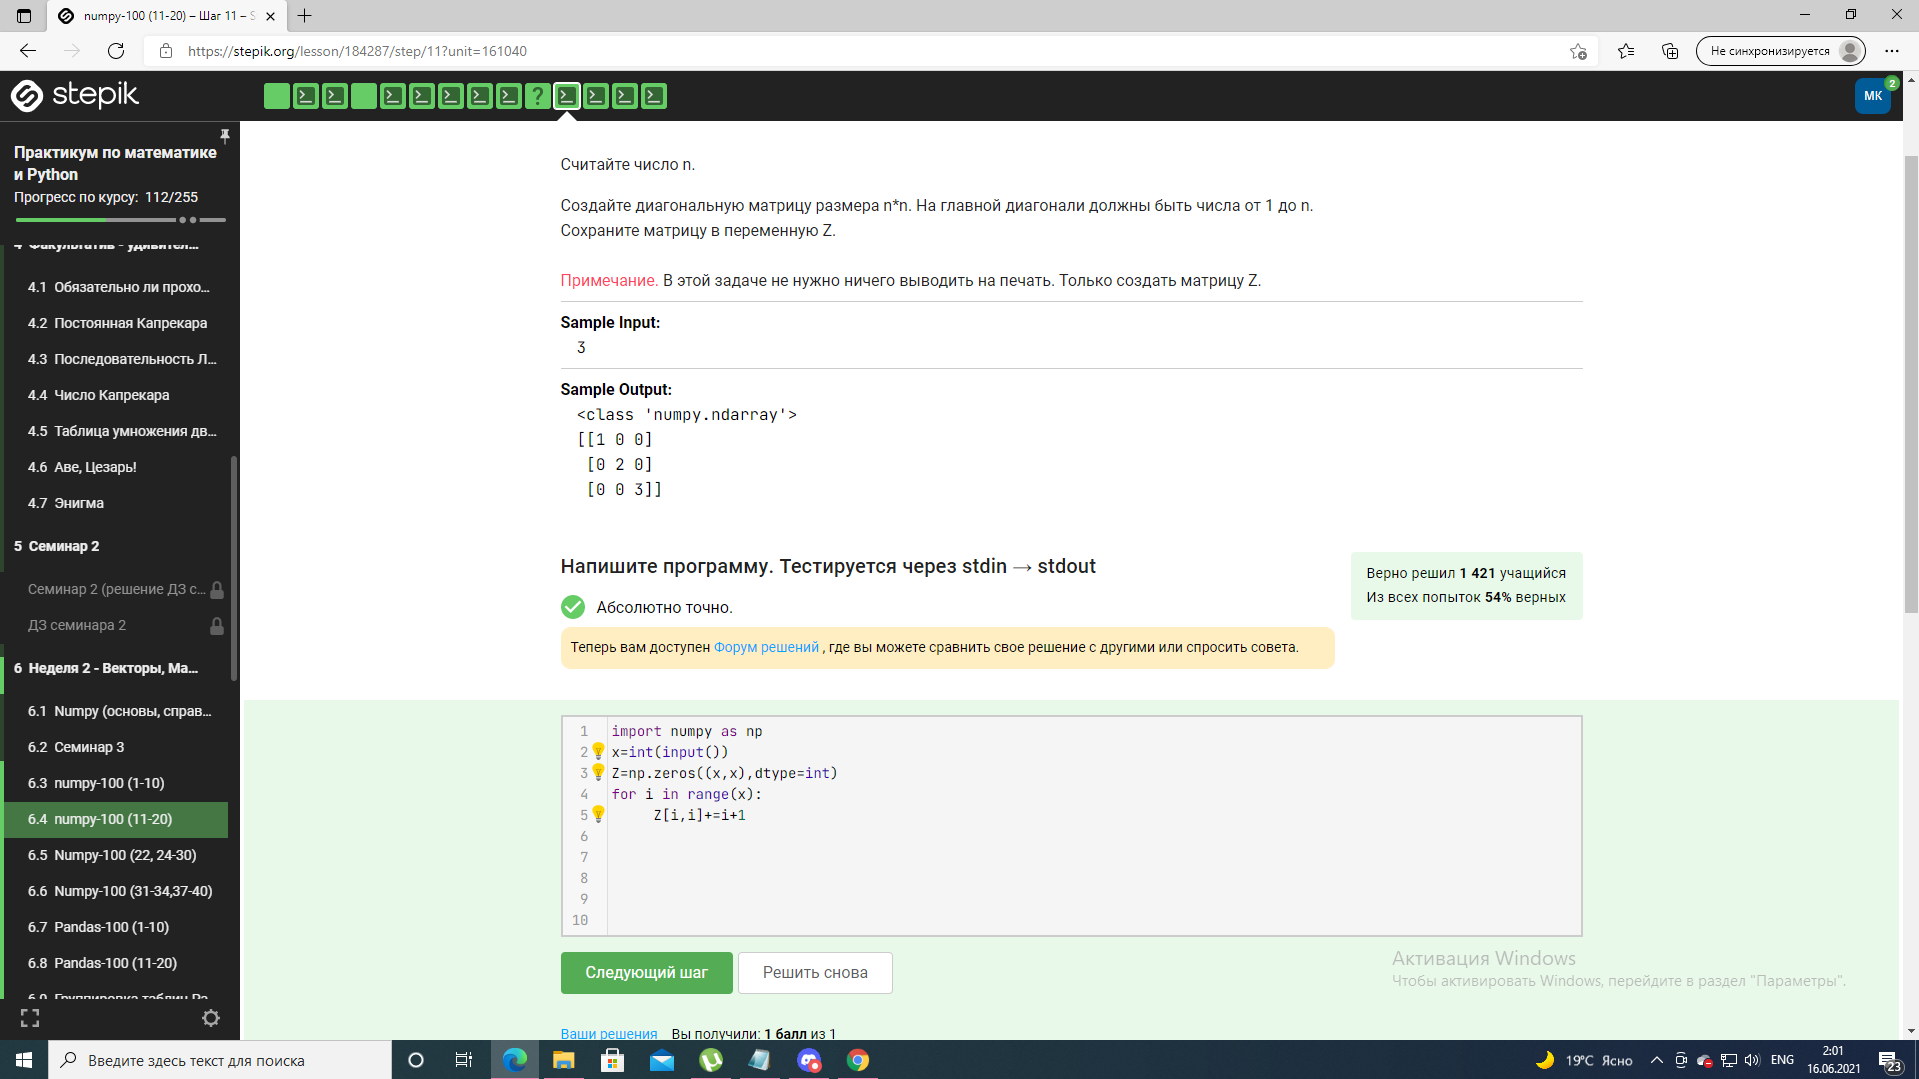 numpy-100 (11-20) – Шаг 11 – S
https://stepik.org/lesson/184287/step/11?unit=161040
Не синхронизируется
stepik
МК
2
Практикум по математике
и Python
Прогресс по курсу: 112/255
4.1 Обязательно ли прохо...
4.2 Постоянная Капрекара
4.3 Последовательность Л...
4.4 Число Капрекара
4.5 Таблица умножения дв...
4.6 Аве, Цезарь!
4.7 Энигма
5 Семинар 2
Семинар 2 (решение ДЗ с...
ДЗ семинара 2
6 Неделя 2 - Векторы, Ма...
6.1 Numpy (основы, справ...
6.2 Семинар 3
6.3 numpy-100 (1-10)
6.4 numpy-100 (11-20)
6.5 Numpy-100 (22, 24-30)
6.6 Numpy-100 (31-34,37-40)
6.7 Pandas-100 (1-10)
6.8 Pandas-100 (11-20)
Считайте число n.
Создайте диагональную матрицу размера n*n. На главной диагонали должны быть числа от 1 до n.
Сохраните матрицу в переменную Z.
Примечание. В этой задаче не нужно ничего выводить на печать. Только создать матрицу Z.
Sample Input:
3
Sample Output:
<class 'numpy.ndarray'>
[[1 0 0]
[0 2 0]
[0 0 3]]
Напишите программу. Тестируется через stdin → stdout
Верно решил 1 421 учащийся
Из всех попыток 54% верных
Абсолютно точно.
Теперь вам доступен Форум решений , где вы можете сравнить свое решение с другими или спросить совета.
1 import numpy as np
2 x=int(input())
3 Z=np.zeros((x,x),dtype=int)
4 for i in range(x):
5 Z[i,i]+=i+1
6
7
8
9
10
Следующий шаг
Решить снова
Активация Windows
Чтобы активировать Windows, перейдите в раздел "Параметры".
Ваши решения Вы получили: 1 балл из 1
Введите здесь текст для поиска
19°C Ясно
ENG
2:01
16.06.2021
23